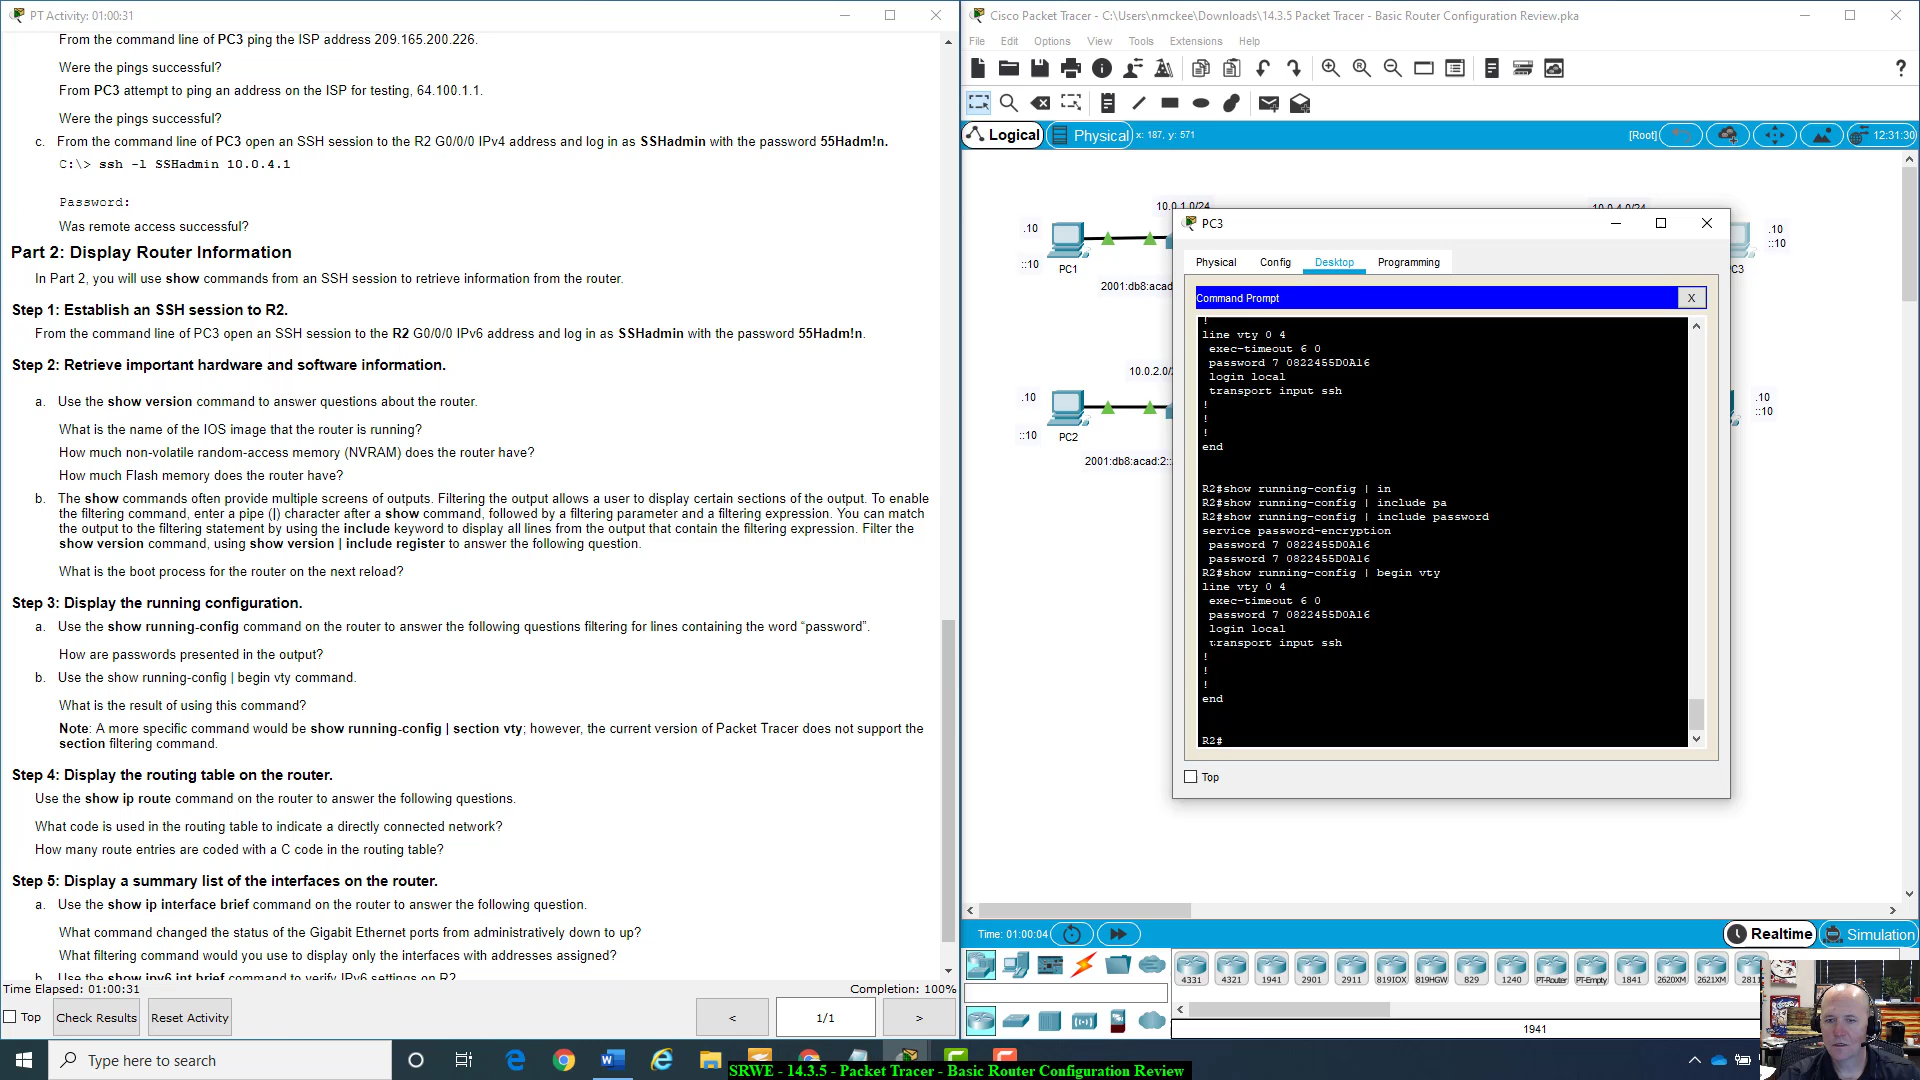 PT Activity: 01:00:31
From the command line of PC3 ping the ISP address 209.165.200.226.
Were the pings successful?
From PC3 attempt to ping an address on the ISP for testing, 64.100.1.1.
Were the pings successful?
c. From the command line of PC3 open an SSH session to the R2 G0/0/0 IPv4 address and log in as SSHadmin with the password 55Hadm!n.
C:\> ssh -l SSHadmin 10.0.4.1
Password:
Was remote access successful?
Part 2: Display Router Information
In Part 2, you will use show commands from an SSH session to retrieve information from the router.
Step 1: Establish an SSH session to R2.
From the command line of PC3 open an SSH session to the R2 G0/0/0 IPv6 address and log in as SSHadmin with the password 55Hadm!n.
Step 2: Retrieve important hardware and software information.
a. Use the show version command to answer questions about the router.
What is the name of the IOS image that the router is running?
How much non-volatile random-access memory (NVRAM) does the router have?
How much Flash memory does the router have?
b. The show commands often provide multiple screens of outputs. Filtering the output allows a user to display certain sections of the output. To enable
the filtering command, enter a pipe (|) character after a show command, followed by a filtering parameter and a filtering expression. You can match
the output to the filtering statement by using the include keyword to display all lines from the output that contain the filtering expression. Filter the
show version command, using show version | include register to answer the following question.
What is the boot process for the router on the next reload?
Step 3: Display the running configuration.
a. Use the show running-config command on the router to answer the following questions filtering for lines containing the word “password”.
How are passwords presented in the output?
b. Use the show running-config | begin vty command.
What is the result of using this command?
Note: A more specific command would be show running-config | section vty; however, the current version of Packet Tracer does not support the
section filtering command.
Step 4: Display the routing table on the router.
Use the show ip route command on the router to answer the following questions.
What code is used in the routing table to indicate a directly connected network?
How many route entries are coded with a C code in the routing table?
Step 5: Display a summary list of the interfaces on the router.
a. Use the show ip interface brief command on the router to answer the following question.
What command changed the status of the Gigabit Ethernet ports from administratively down to up?
What filtering command would you use to display only the interfaces with addresses assigned?
b. Use the show ipv6 int brief command to verify IPv6 settings on R2
Time Elapsed: 01:00:31 Completion: 100%
Top Check Results Reset Activity < 1/1 >
Cisco Packet Tracer - C:\Users\nmckee\Downloads\14.3.5 Packet Tracer - Basic Router Configuration Review.pka
File Edit Options View Tools Extensions Help
?
Logical Physical x: 187, y: 571 [Root] 12:31:30
10.0.1.0/24 10.0.4.0/24
.10
::10
PC1
2001:db8:acad
10.0.2.0/
.10
::10
PC2
2001:db8:acad:2::
.10
::10
C3
.10
::10
PC3
Physical Config Desktop Programming
Command Prompt X
!
line vty 0 4
exec-timeout 6 0
password 7 0822455D0A16
login local
transport input ssh
!
!
!
end
R2#show running-config | in
R2#show running-config | include pa
R2#show running-config | include password
service password-encryption
password 7 0822455D0A16
password 7 0822455D0A16
R2#show running-config | begin vty
line vty 0 4
exec-timeout 6 0
password 7 0822455D0A16
login local
transport input ssh
!
!
!
end
R2#
Top
Time: 01:00:04 Realtime Simulation
4331 4321 1941 2901 2911 819IOX 819HGW 829 1240 PT-Router PT-Empty 1841 2620XM 2621XM 2811
1941
Type here to search
SRWE - 14.3.5 - Packet Tracer - Basic Router Configuration Review